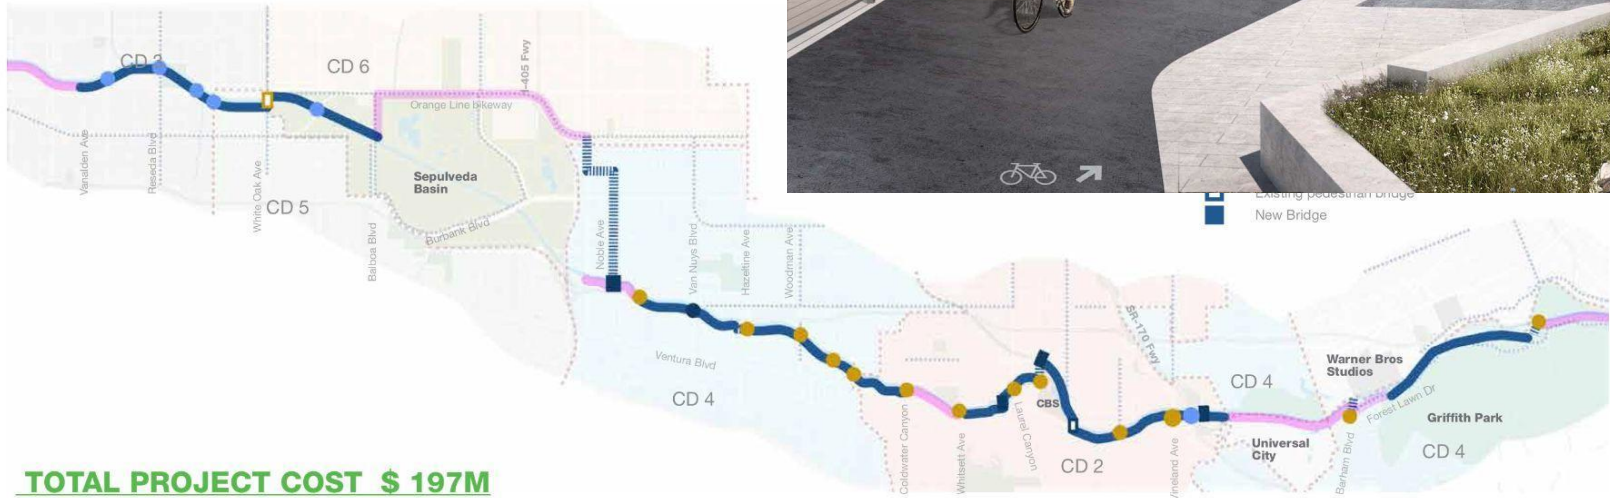 CD 3
CD 6
I-405 Fwy
Orange Line bikeway
Vanalden Ave
Reseda Blvd
White Oak Ave
CD 5
Sepulveda
Basin
Balboa Blvd
Burbank Blvd
Existing pedestrian bridge
New Bridge
Noble Ave
Van Nuys Blvd
Hazeltine Ave
Woodman Ave
SR-170 Fwy
Ventura Blvd
CD 4
Coldwater Canyon
Whitsett Ave
Laurel Canyon
CBS
CD 2
Vineland Ave
CD 4
Universal
City
Warner Bros
Studios
Barham Blvd
Forest Lawn Dr
Griffith Park
CD 4
TOTAL PROJECT COST $ 197M